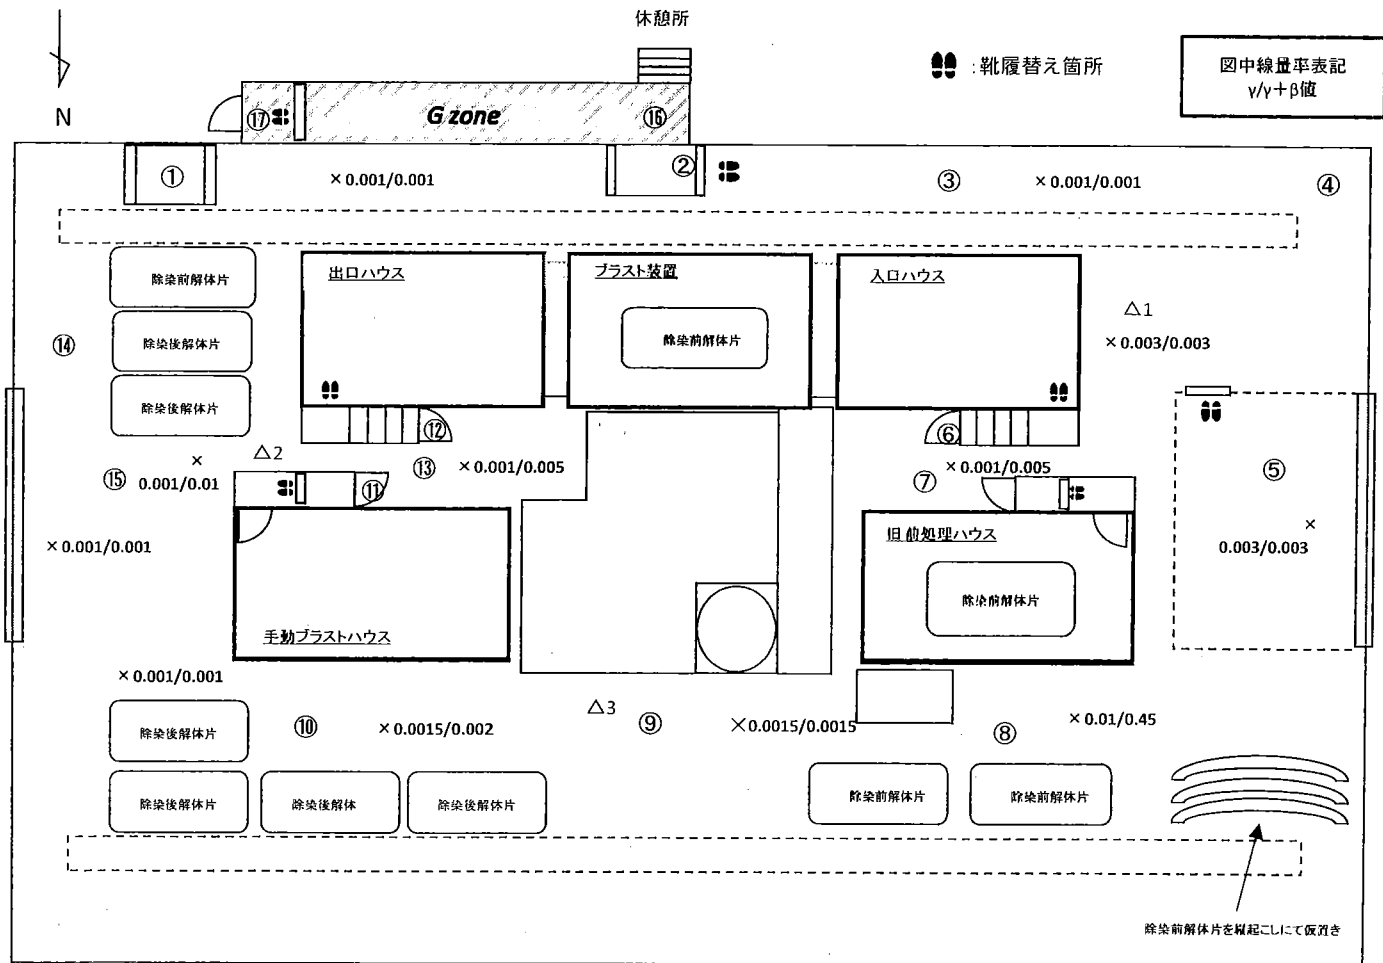 休憩所
:靴履替え箇所
図中線量率表記
γ/γ+β値
N
⑰
G zone
⑯
①
×0.001/0.001
②
③
×0.001/0.001
④
除染前解体片
出口ハウス
ブラスト装置
入口ハウス
除染前解体片
△1
×0.003/0.003
⑭
除染後解体片
除染後解体片
⑫
⑥
△2
⑬
×0.001/0.005
×0.001/0.005
⑤
⑮
×
0.001/0.01
⑪
⑦
×0.001/0.001
旧前処理ハウス
×
0.003/0.003
除染前解体片
手動ブラストハウス
×0.001/0.001
除染後解体片
⑩
×0.0015/0.002
△3
⑨
×0.0015/0.0015
⑧
×0.01/0.45
除染後解体片
除染後解体
除染後解体片
除染前解体片
除染前解体片
除染前解体片を縦起こしにて仮置き